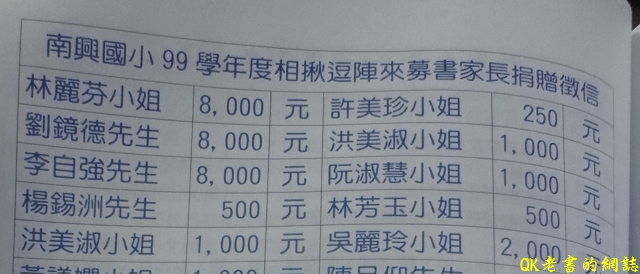 南興國小99學年度相揪逗陣來募書家長捐贈徵信
林麗芬小姐 8,000 元 許美珍小姐 250 元
劉鏡德先生 8,000 元 洪美淑小姐 1,000 元
李自強先生 8,000 元 阮淑慧小姐 1,000 元
楊錫洲先生 500 元 林芳玉小姐 500 元
洪美淑小姐 1,000 元 吳麗玲小姐 2,000
QK老書的網誌